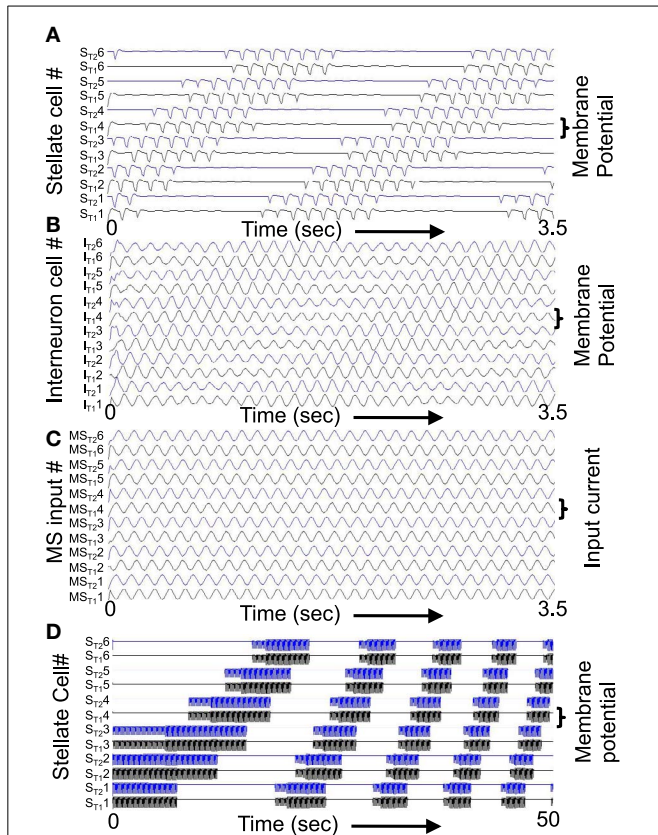 A
Stellate cell #
S_T2 6
S_T1 6
S_T2 5
S_T1 5
S_T2 4
S_T1 4
S_T2 3
S_T1 3
S_T2 2
S_T1 2
S_T2 1
S_T1 1
} Membrane Potential
0 Time (sec) 3.5
B
Interneuron cell #
I_T2 6
I_T1 6
I_T2 5
I_T1 5
I_T2 4
I_T1 4
I_T2 3
I_T1 3
I_T2 2
I_T1 2
I_T2 1
I_T1 1
} Membrane Potential
0 Time (sec) 3.5
C
MS input #
MS_T2 6
MS_T1 6
MS_T2 5
MS_T1 5
MS_T2 4
MS_T1 4
MS_T2 3
MS_T1 3
MS_T2 2
MS_T1 2
MS_T2 1
MS_T1 1
} Input current
0 Time (sec) 3.5
D
Stellate Cell#
S_T2 6
S_T1 6
S_T2 5
S_T1 5
S_T2 4
S_T1 4
S_T2 3
S_T1 3
S_T2 2
S_T1 2
S_T2 1
S_T1 1
} Membrane potential
0 Time (sec) 50